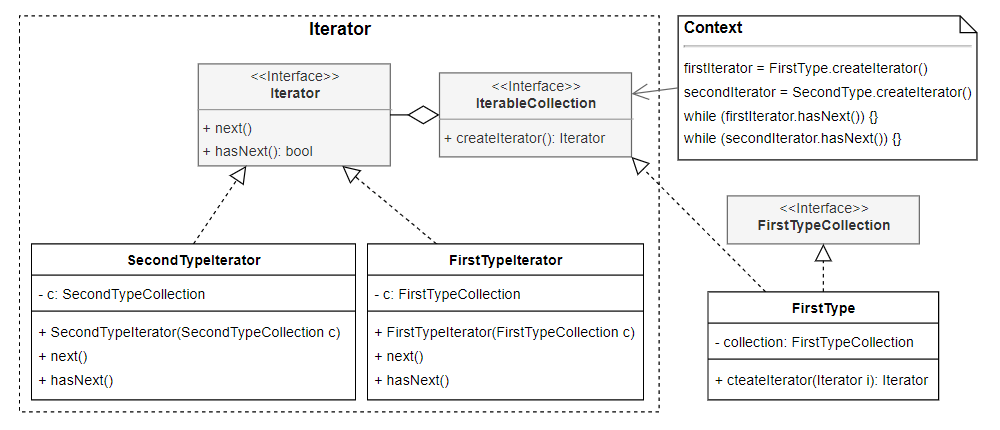 Iterator
<<Interface>>
Iterator
+ next()
+ hasNext(): bool
<<Interface>>
IterableCollection
+ createIterator(): Iterator
Context
firstIterator = FirstType.createIterator()
secondIterator = SecondType.createIterator()
while (firstIterator.hasNext()) {}
while (secondIterator.hasNext()) {}
<<Interface>>
FirstTypeCollection
SecondTypeIterator
- c: SecondTypeCollection
+ SecondTypeIterator(SecondTypeCollection c)
+ next()
+ hasNext()
FirstTypeIterator
- c: FirstTypeCollection
+ FirstTypeIterator(FirstTypeCollection c)
+ next()
+ hasNext()
FirstType
- collection: FirstTypeCollection
+ cteateIterator(Iterator i): Iterator